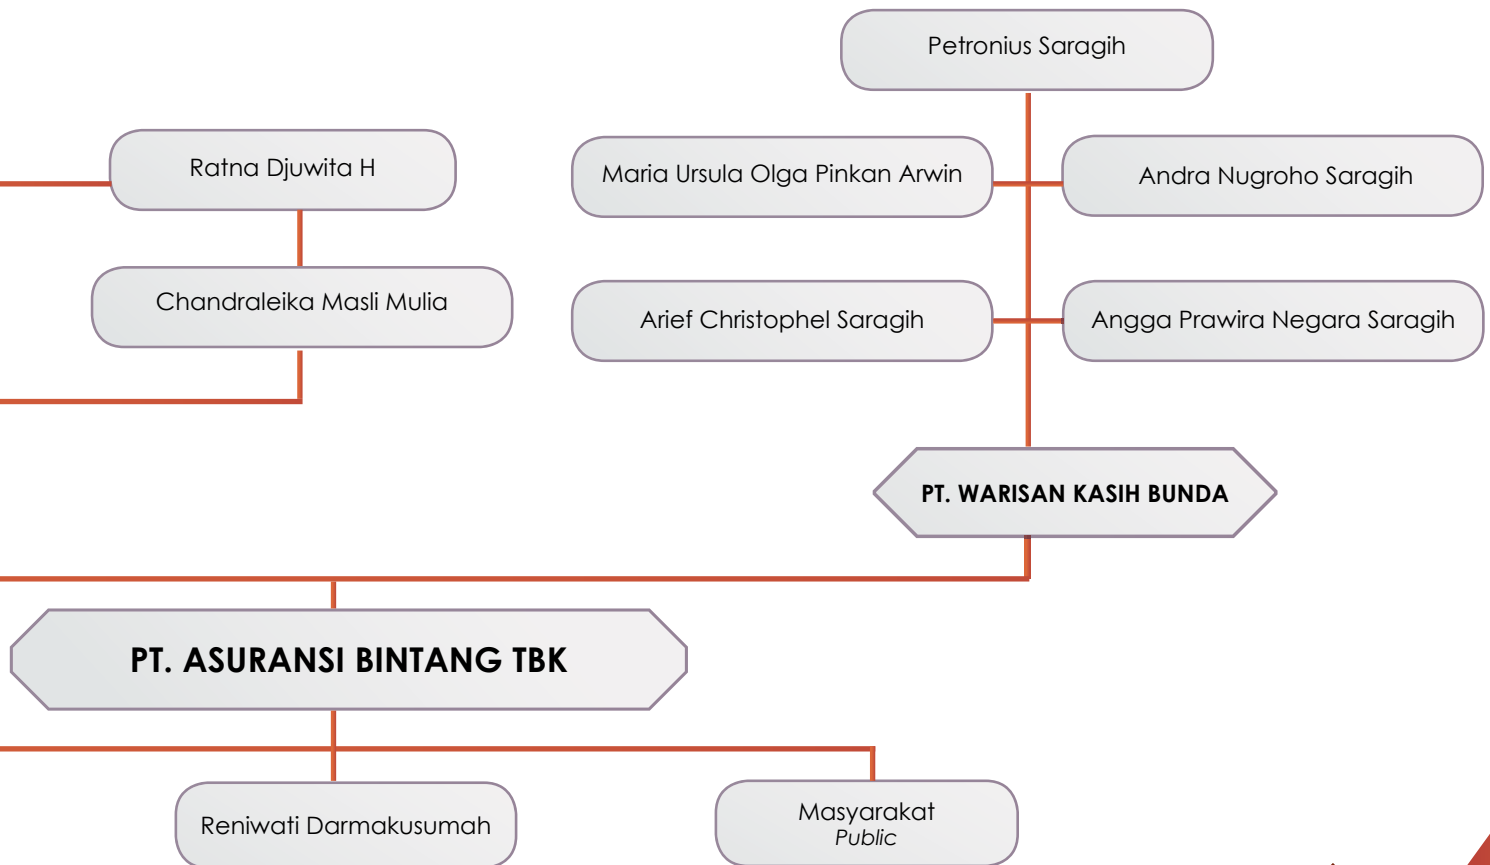 Petronius Saragih
Ratna Djuwita H
Maria Ursula Olga Pinkan Arwin
Andra Nugroho Saragih
Chandraleika Masli Mulia
Arief Christophel Saragih
Angga Prawira Negara Saragih
PT. WARISAN KASIH BUNDA
PT. ASURANSI BINTANG TBK
Reniwati Darmakusumah
Masyarakat
Public